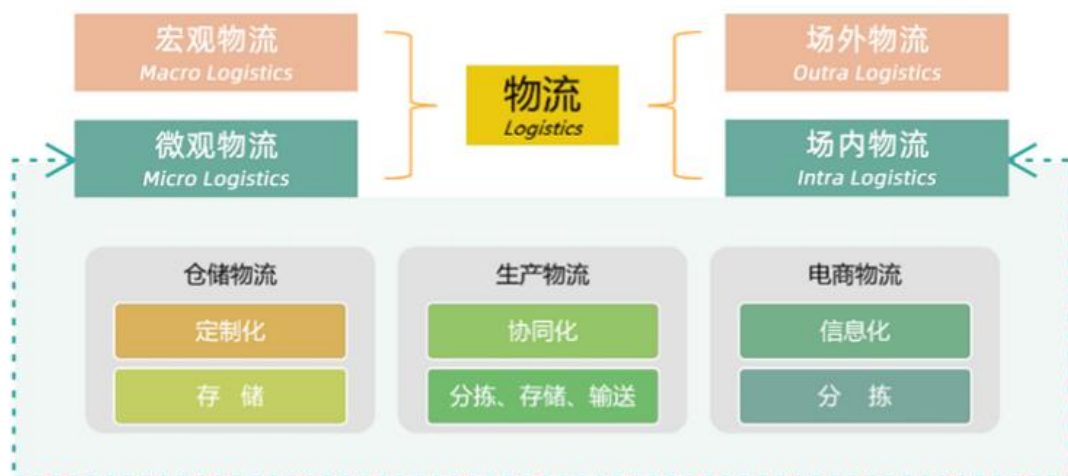 宏观物流
Macro Logistics
微观物流
Micro Logistics
物流
Logistics
场外物流
Outra Logistics
场内物流
Intra Logistics
仓储物流
定制化
存 储
生产物流
协同化
分拣、存储、输送
电商物流
信息化
分 拣